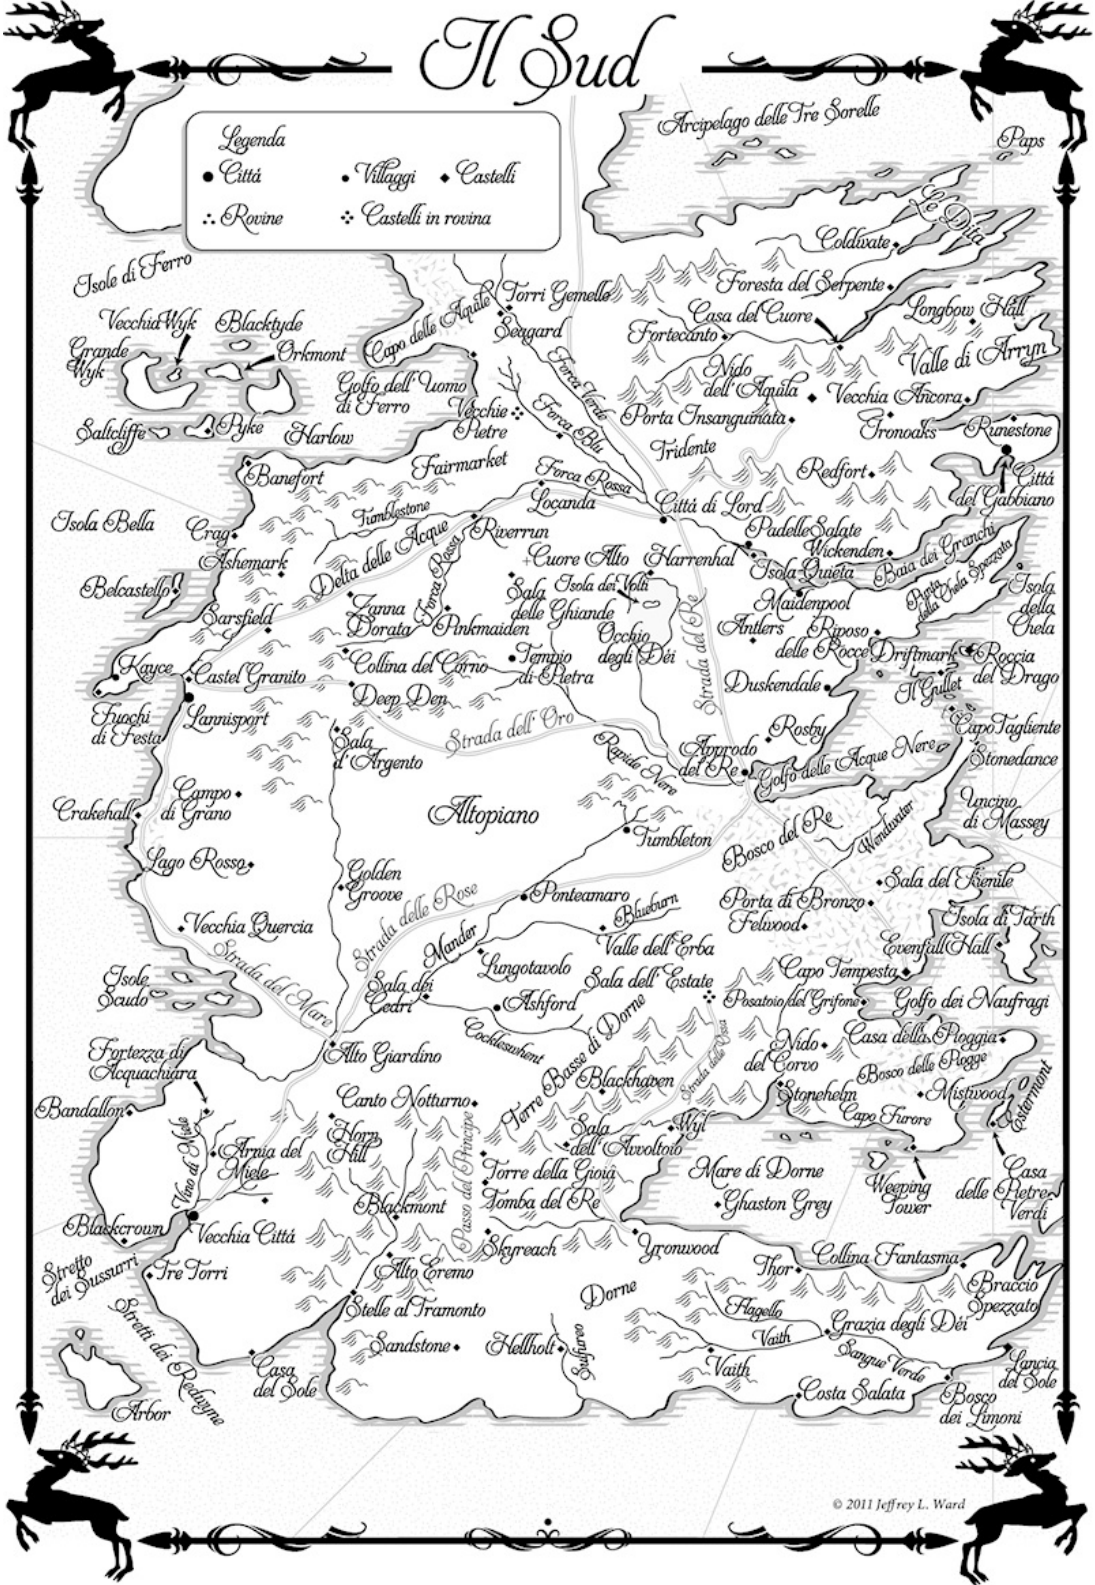 Il Sud
Legenda
Cittá
Villaggi
Castelli
Rovine
Castelli in rovina
Arcipelago delle Tre Sorelle
Paps
Le Dita
Coldwate
Isole di Ferro
Foresta del Serpente
Torri Gemelle
Capo delle Aquile
Seagard
Casa del Cuore
Longbow Hall
Vecchia Wyk
Blacktyde
Fortecanto
Grande
Wyk
Orkmont
Valle di Arryn
Golfo dell'Uomo
di Ferro
Forca Verde
Nido
dell'Aquila
Vecchia Ancora
Vecchie
Pietre
Forca Blu
Porta Insanguinata
Ironoaks
Runestone
Saltcliffe
Pyke
Harlow
Tridente
Banefort
Fairmarket
Forca Rossa
Redfort
Cittá
del Gabbiano
Locanda
Cittá di Lord
Isola Bella
Tumblestone
Riverrun
PadelleSalate
Crag
Delta delle Acque
Wickenden
Baia dei Granchi
Ashemark
Cuore Alto
Harrenhal
Isola Quieta
Punta
della Chela Spezzata
Belcastello
Forca Rossa
Isola dei Volti
Isola
della
Chela
Sarsfield
Zanna
Dorata
Sala
delle Ghiande
Maidenpool
Pinkmaiden
Occhio
degli Déi
Antlers
Riposo
delle Rocce
Kayce
Castel Granito
Collina del Corno
Tempio
di Pietra
Strada del Re
Driftmark
Roccia
del Drago
Deep Den
Duskendale
Il Gullet
Fuochi
di Festa
Lannisport
Strada dell'Oro
Rosby
Capo Tagliente
Sala
d'Argento
Rapide Nere
Approdo
del Re
Golfo delle Acque Nere
Stonedance
Campo
di Grano
Altopiano
Crakehall
Uncino
di Massey
Tumbleton
Bosco del Re
Wendwater
Lago Rosso
Golden
Groove
Sala del Fienile
Strada delle Rose
Ponteamaro
Porta di Bronzo
Vecchia Quercia
Blueburn
Felwood
Isola di Tarth
Mander
Valle dell'Erba
Evenfull Hall
Strada del Mare
Lungotavolo
Capo Tempesta
Isole
Scudo
Sala dei
Cedri
Sala dell'Estate
Ashford
Posatoio del Grifone
Golfo dei Naufragi
Cockleswhent
Fortezza di
Acquachiara
Alto Giardino
Terre Basse di Dorne
Nido
del Corvo
Casa della Pioggia
Strada delle Ossa
Bosco delle Piogge
Blackhaven
Bandallon
Canto Notturno
Stonehelm
Mistwood
Estermont
Horn
Hill
Capo Furore
Wyl
Sala
dell'Avvoltoio
Vino di Miele
Arnia del
Miele
Passo del Principe
Torre della Gioia
Mare di Dorne
Weeping
Tower
Casa
delle Pietre
Verdi
Tomba del Re
Ghaston Grey
Blackmont
Blackcrown
Vecchia Cittá
Skyreach
Yronwood
Stretto
dei Sussurri
Tre Torri
Alto Eremo
Thor
Collina Fantasma
Dorne
Braccio
Spezzato
Stelle al Tramonto
Flagello
Grazia degli Déi
Stretti dei Redwyne
Sandstone
Hellholt
Sulfureo
Vaith
Vaith
Sangue Verde
Lancia
del Sole
Casa
del Sole
Costa Salata
Bosco
dei Limoni
Arbor
© 2011 Jeffrey L. Ward